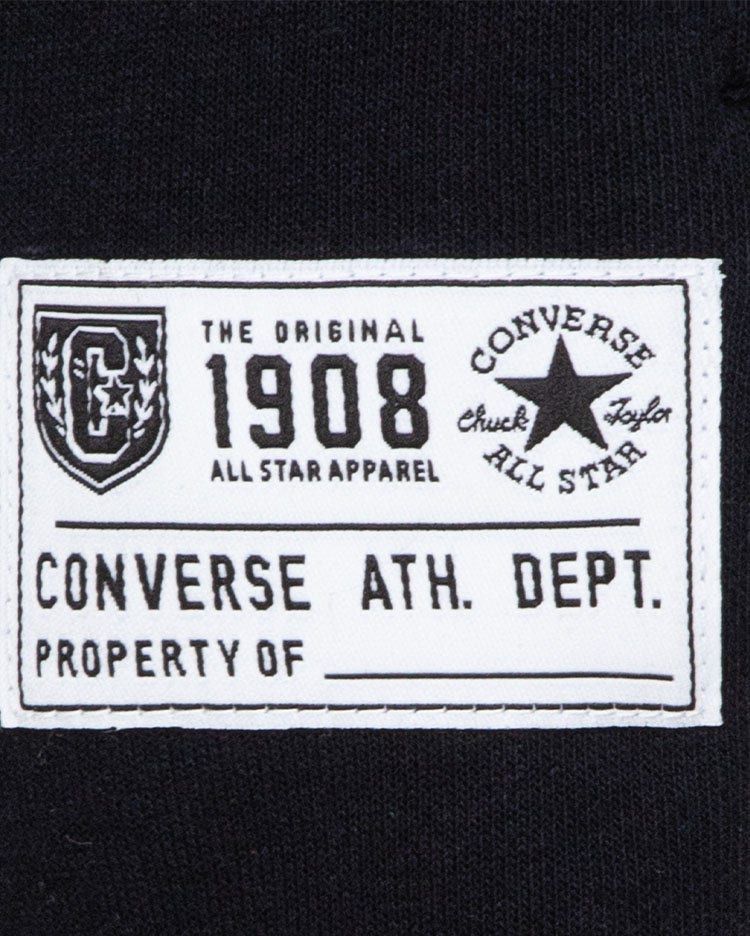 C
THE ORIGINAL
1908
ALL STAR APPAREL
CONVERSE
Chuck Taylor
ALL STAR
CONVERSE ATH. DEPT.
PROPERTY OF